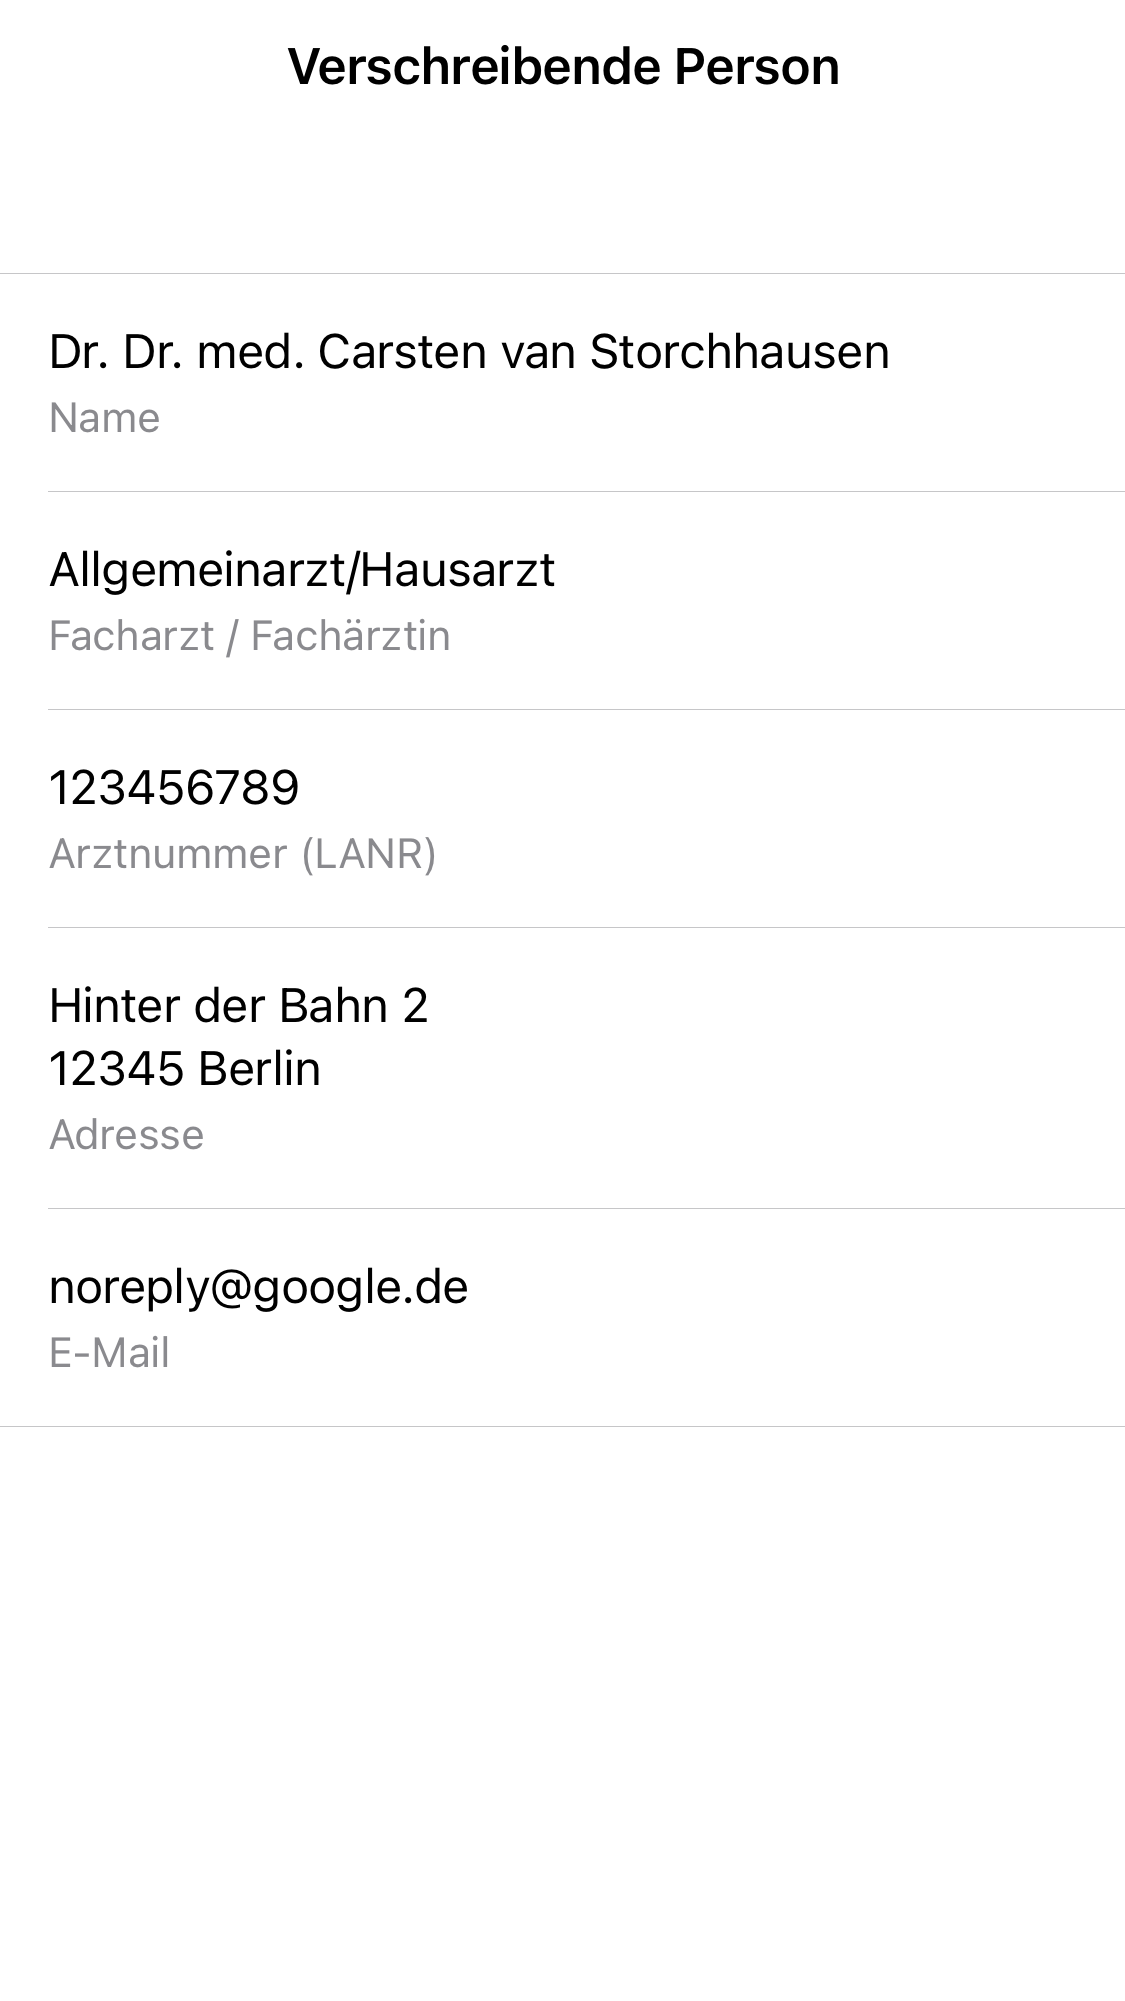 Verschreibende Person
Dr. Dr. med. Carsten van Storchhausen
Name
Allgemeinarzt/Hausarzt
Facharzt / Fachärztin
123456789
Arztnummer (LANR)
Hinter der Bahn 2
12345 Berlin
Adresse
noreply@google.de
E-Mail